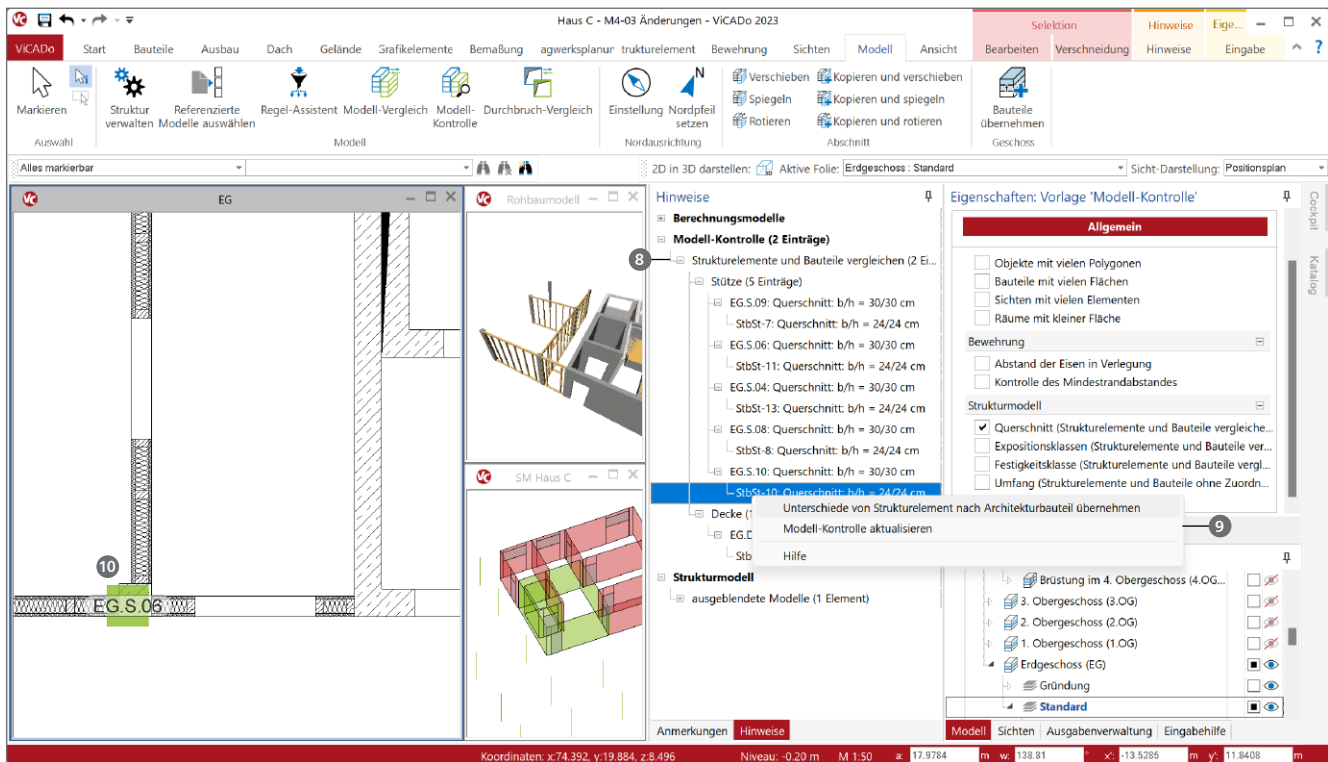 Haus C - M4-03 Änderungen - ViCADo 2023
Selektion
Hinweise
Eige...
ViCADo
Start
Bauteile
Ausbau
Dach
Gelände
Grafikelemente
Bemaßung
agwerksplanur
trukturelement
Bewehrung
Sichten
Modell
Ansicht
Bearbeiten
Verschneidung
Hinweise
Eingabe
?
Markieren
Struktur
verwalten
Referenzierte
Modelle auswählen
Regel-Assistent
Modell-Vergleich
Modell-
Kontrolle
Durchbruch-Vergleich
Einstellung
N
Nordpfeil
setzen
Verschieben
Kopieren und verschieben
Spiegeln
Kopieren und spiegeln
Rotieren
Kopieren und rotieren
Bauteile
übernehmen
Auswahl
Modell
Nordausrichtung
Abschnitt
Geschoss
Alles markierbar
2D in 3D darstellen:
Aktive Folie:
Erdgeschoss : Standard
Sicht-Darstellung:
Positionsplan
EG
EG.S.06
10
Rohbaumodell
SM Haus C
Hinweise
Berechnungsmodelle
Modell-Kontrolle (2 Einträge)
8
Strukturelemente und Bauteile vergleichen (2 Ei...
Stütze (5 Einträge)
EG.S.09: Querschnitt: b/h = 30/30 cm
StbSt-7: Querschnitt: b/h = 24/24 cm
EG.S.06: Querschnitt: b/h = 30/30 cm
StbSt-11: Querschnitt: b/h = 24/24 cm
EG.S.04: Querschnitt: b/h = 30/30 cm
StbSt-13: Querschnitt: b/h = 24/24 cm
EG.S.08: Querschnitt: b/h = 30/30 cm
StbSt-8: Querschnitt: b/h = 24/24 cm
EG.S.10: Querschnitt: b/h = 30/30 cm
StbSt-10: Querschnitt: b/h = 24/24 cm
Decke (1
EG.D
Stb
Strukturmodell
ausgeblendete Modelle (1 Element)
Unterschiede von Strukturelement nach Architekturbauteil übernehmen
Modell-Kontrolle aktualisieren
9
Hilfe
Anmerkungen
Hinweise
Eigenschaften: Vorlage 'Modell-Kontrolle'
Allgemein
Objekte mit vielen Polygonen
Bauteile mit vielen Flächen
Sichten mit vielen Elementen
Räume mit kleiner Fläche
Bewehrung
Abstand der Eisen in Verlegung
Kontrolle des Mindestrandabstandes
Strukturmodell
Querschnitt (Strukturelemente und Bauteile vergleiche...
Expositionsklassen (Strukturelemente und Bauteile ver...
Festigkeitsklasse (Strukturelemente und Bauteile vergl...
Umfang (Strukturelemente und Bauteile ohne Zuordn...
Brüstung im 4. Obergeschoss (4.OG...
3. Obergeschoss (3.OG)
2. Obergeschoss (2.OG)
1. Obergeschoss (1.OG)
Erdgeschoss (EG)
Gründung
Standard
Modell
Sichten
Ausgabenverwaltung
Eingabehilfe
Cockpit
Katalog
Koordinaten: x:74.392, y:19.884, z:8.496
Niveau: -0.20 m
M 1:50
a: 17.9784 m
w: 138.81 °
x': -13.5285 m
y': 11.8408 m